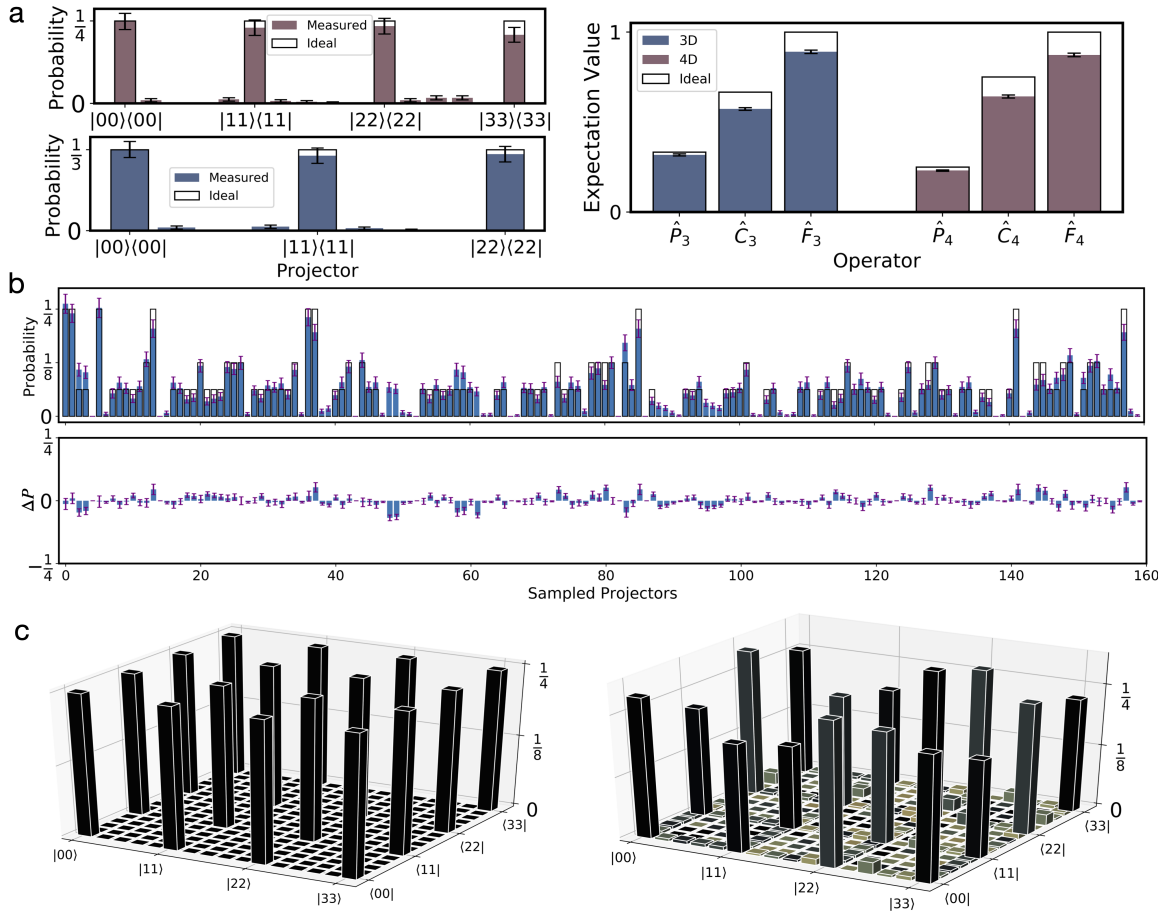 a
Probability
1/4
0
Measured
Ideal
|00⟩⟨00| |11⟩⟨11| |22⟩⟨22| |33⟩⟨33|
Probability
1/3
0
Measured
Ideal
|00⟩⟨00| |11⟩⟨11| |22⟩⟨22|
Projector
Expectation Value
1
0
3D
4D
Ideal
P̂₃ Ĉ₃ F̂₃ P̂₄ Ĉ₄ F̂₄
Operator
b
Probability
1/4
1/8
0
ΔP
1/4
0
−1/4
0 20 40 60 80 100 120 140 160
Sampled Projectors
c
1/4
1/8
0
|00⟩ |11⟩ |22⟩ |33⟩
⟨00| ⟨11| ⟨22| ⟨33|
1/4
1/8
0
|00⟩ |11⟩ |22⟩ |33⟩
⟨00| ⟨11| ⟨22| ⟨33|